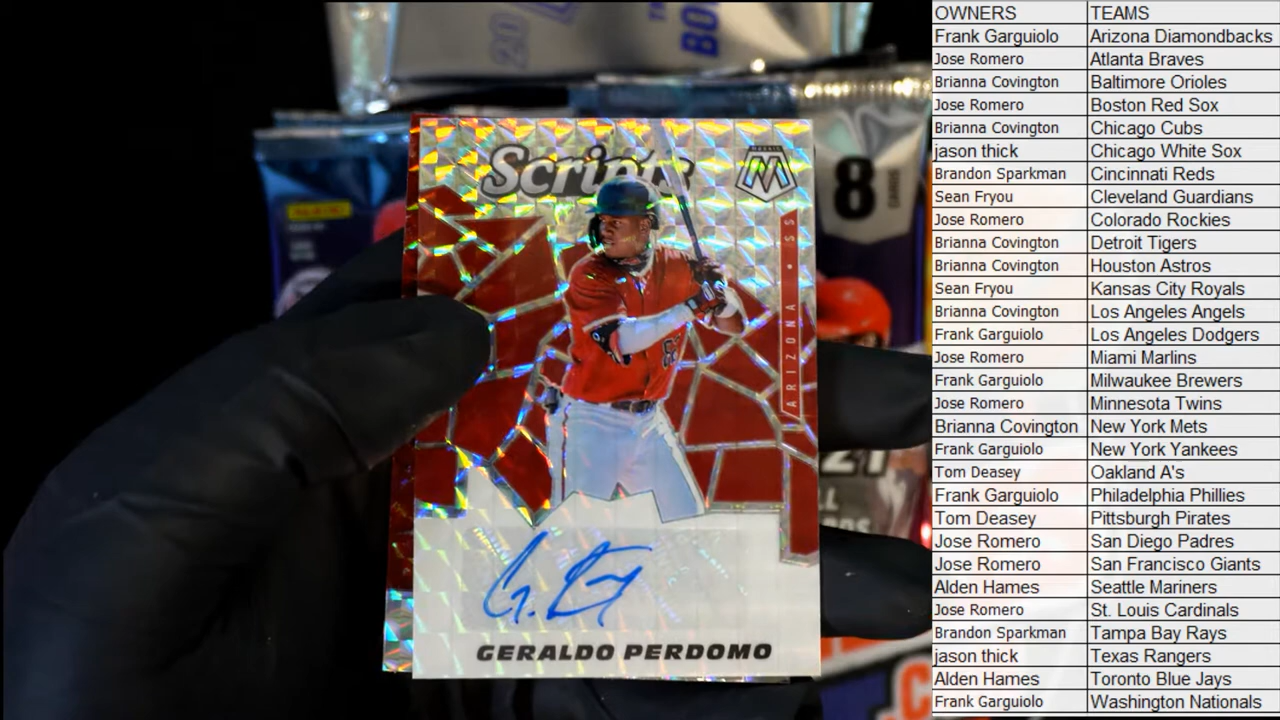 Scripts
MOSAIC
ARIZONA • SS
GERALDO PERDOMO
8
CARDS
21
OWNERS TEAMS
Frank Garguiolo Arizona Diamondbacks
Jose Romero Atlanta Braves
Brianna Covington Baltimore Orioles
Jose Romero Boston Red Sox
Brianna Covington Chicago Cubs
jason thick Chicago White Sox
Brandon Sparkman Cincinnati Reds
Sean Fryou Cleveland Guardians
Jose Romero Colorado Rockies
Brianna Covington Detroit Tigers
Brianna Covington Houston Astros
Sean Fryou Kansas City Royals
Brianna Covington Los Angeles Angels
Frank Garguiolo Los Angeles Dodgers
Jose Romero Miami Marlins
Frank Garguiolo Milwaukee Brewers
Jose Romero Minnesota Twins
Brianna Covington New York Mets
Frank Garguiolo New York Yankees
Tom Deasey Oakland A's
Frank Garguiolo Philadelphia Phillies
Tom Deasey Pittsburgh Pirates
Jose Romero San Diego Padres
Jose Romero San Francisco Giants
Alden Hames Seattle Mariners
Jose Romero St. Louis Cardinals
Brandon Sparkman Tampa Bay Rays
jason thick Texas Rangers
Alden Hames Toronto Blue Jays
Frank Garguiolo Washington Nationals